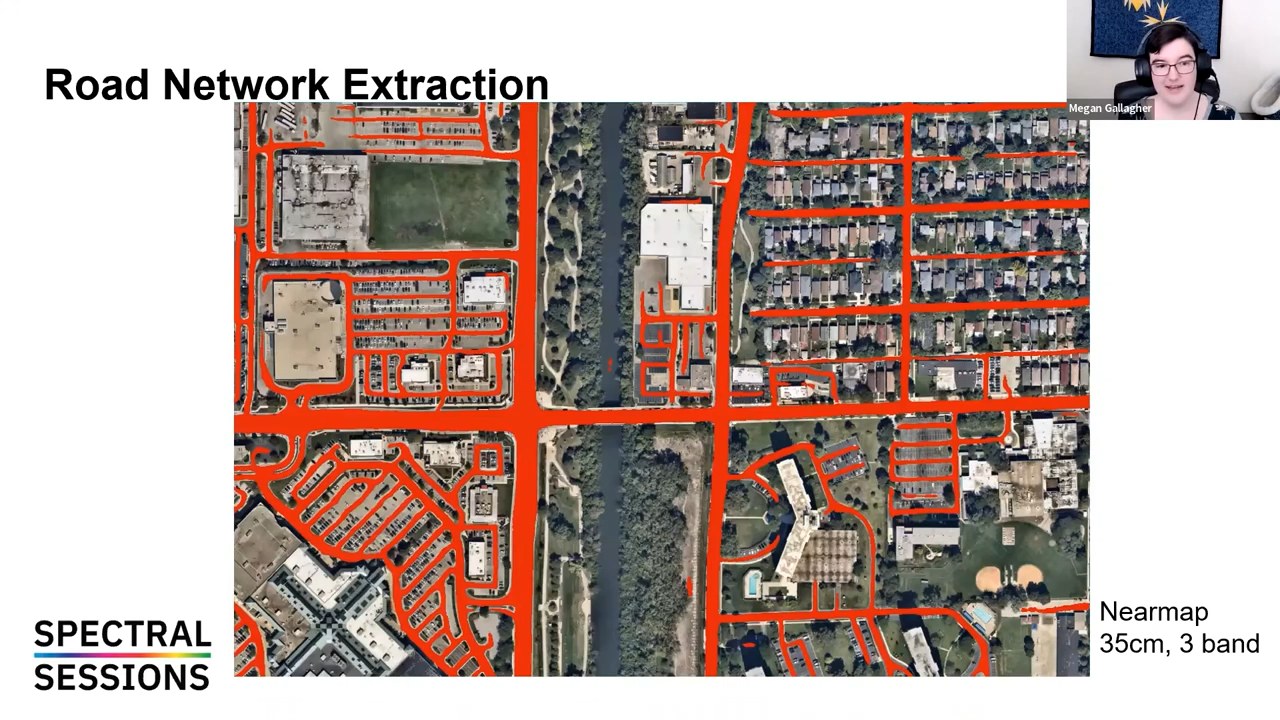 Road Network Extraction
Megan Gallagher
Nearmap
35cm, 3 band
SPECTRAL
SESSIONS